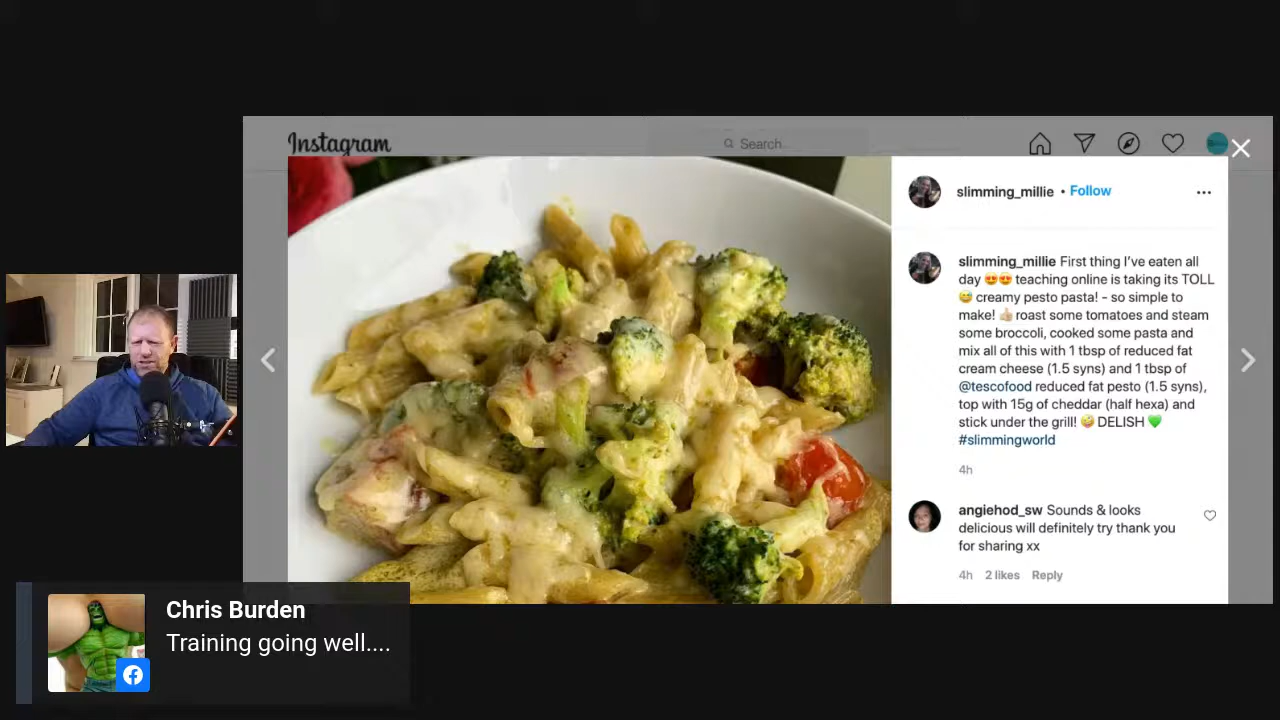 Instagram
Search
slimming_millie • Follow
slimming_millie First thing I've eaten all
day 😍😍 teaching online is taking its TOLL
😅 creamy pesto pasta! - so simple to
make! 👍🏻 roast some tomatoes and steam
some broccoli, cooked some pasta and
mix all of this with 1 tbsp of reduced fat
cream cheese (1.5 syns) and 1 tbsp of
@tescofood reduced fat pesto (1.5 syns),
top with 15g of cheddar (half hexa) and
stick under the grill! 🤪 DELISH 💚
#slimmingworld
4h
angiehod_sw Sounds & looks
delicious will definitely try thank you
for sharing xx
4h 2 likes Reply
Chris Burden
Training going well....